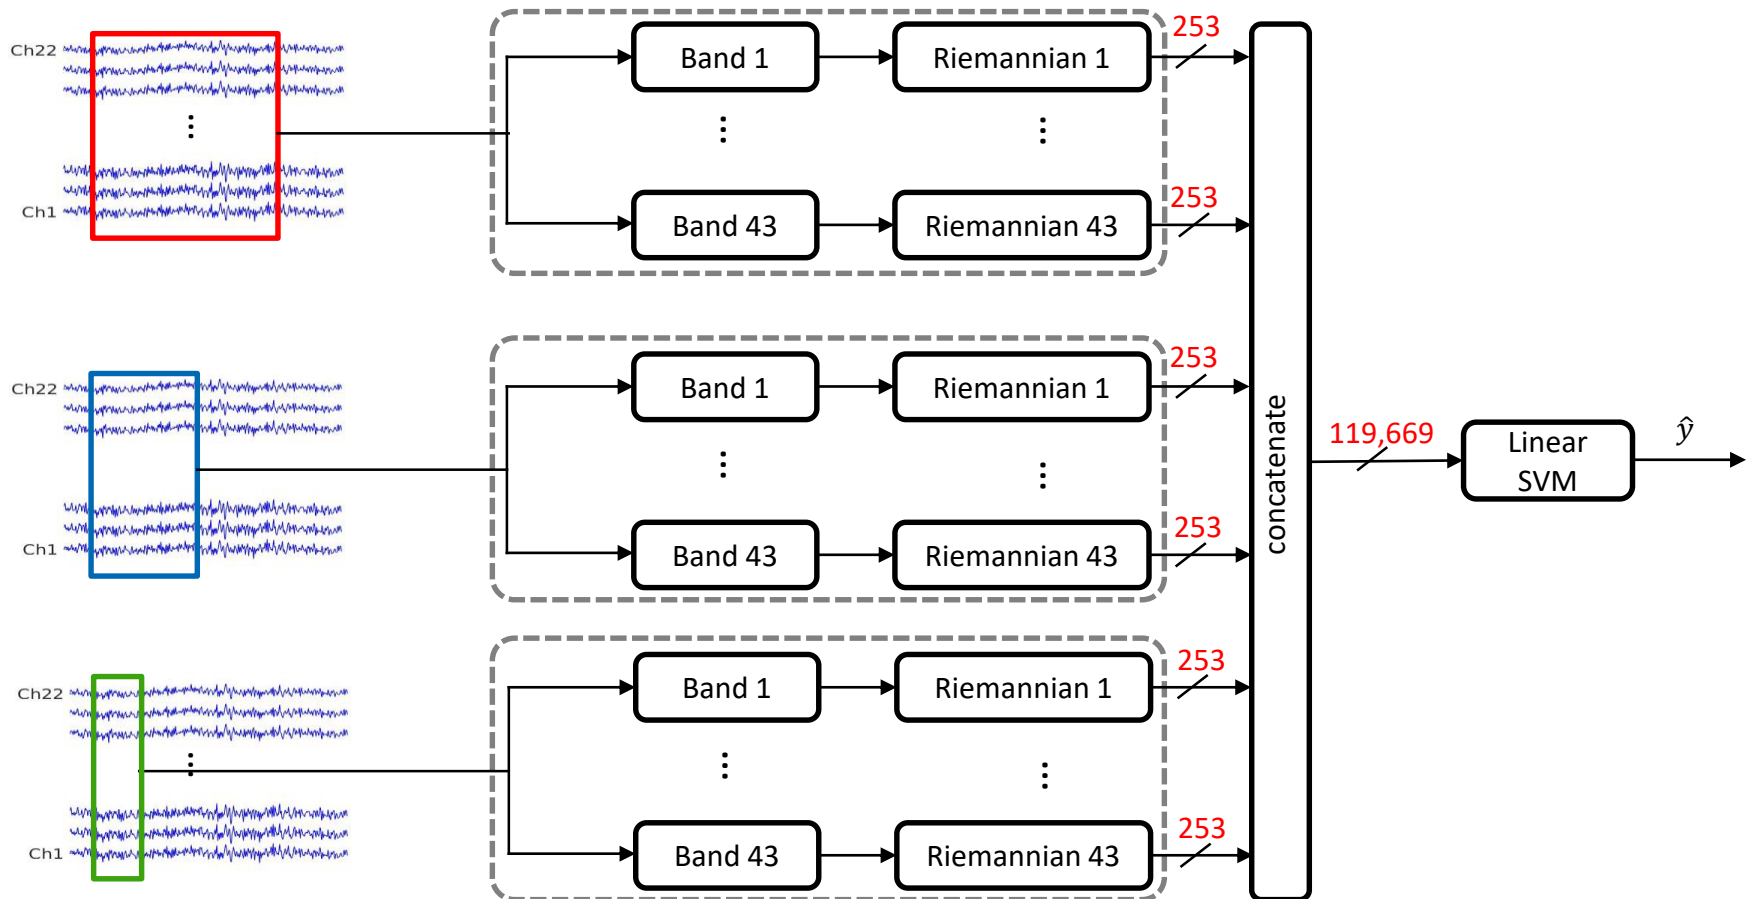 Ch22
Ch1
Band 1
Riemannian 1
253
Band 43
Riemannian 43
253
Ch22
Ch1
Band 1
Riemannian 1
253
Band 43
Riemannian 43
253
Ch22
Ch1
Band 1
Riemannian 1
253
Band 43
Riemannian 43
253
concatenate
119,669
Linear
SVM
ŷ